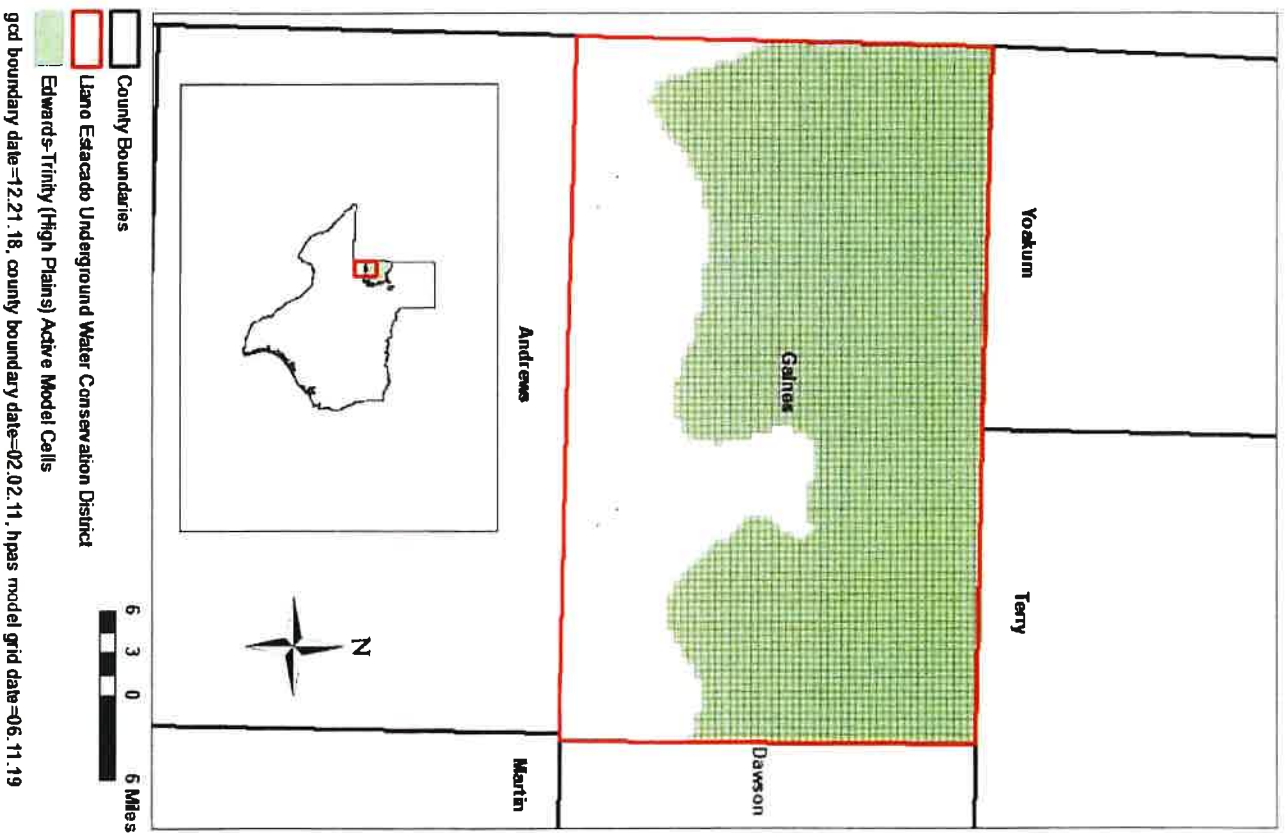 Yoakum
Terry
Gaines
Dawson
Andrews
Martin
N
6 3 0 6 Miles
County Boundaries
Llano Estacado Underground Water Conservation District
Edwards-Trinity (High Plains) Active Model Cells
gcd boundary date=12.21.18, county boundary date=02.02.11, hpas model grid date=06.11.19